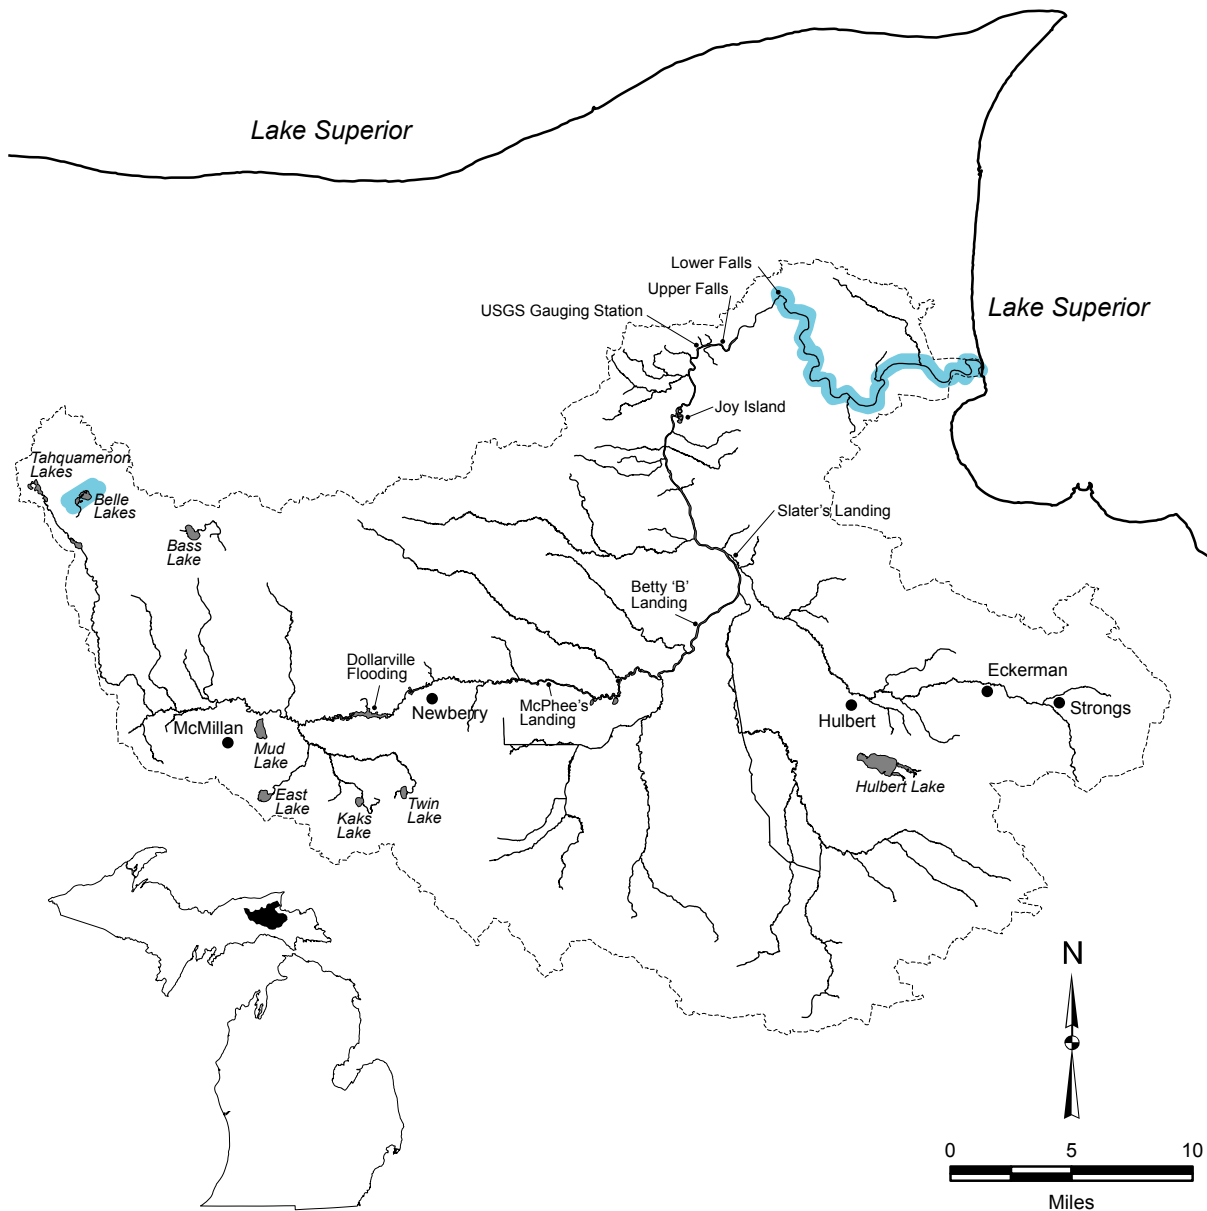 Lake Superior
Lower Falls
Upper Falls
USGS Gauging Station
Lake Superior
Joy Island
Tahquamenon
Lakes
Belle
Lakes
Bass
Lake
Slater's Landing
Betty 'B'
Landing
Dollarville
Flooding
Newberry
McPhee's
Landing
Eckerman
Strongs
Hulbert
Hulbert Lake
McMillan
Mud
Lake
East
Lake
Kaks
Lake
Twin
Lake
N
0 5 10
Miles